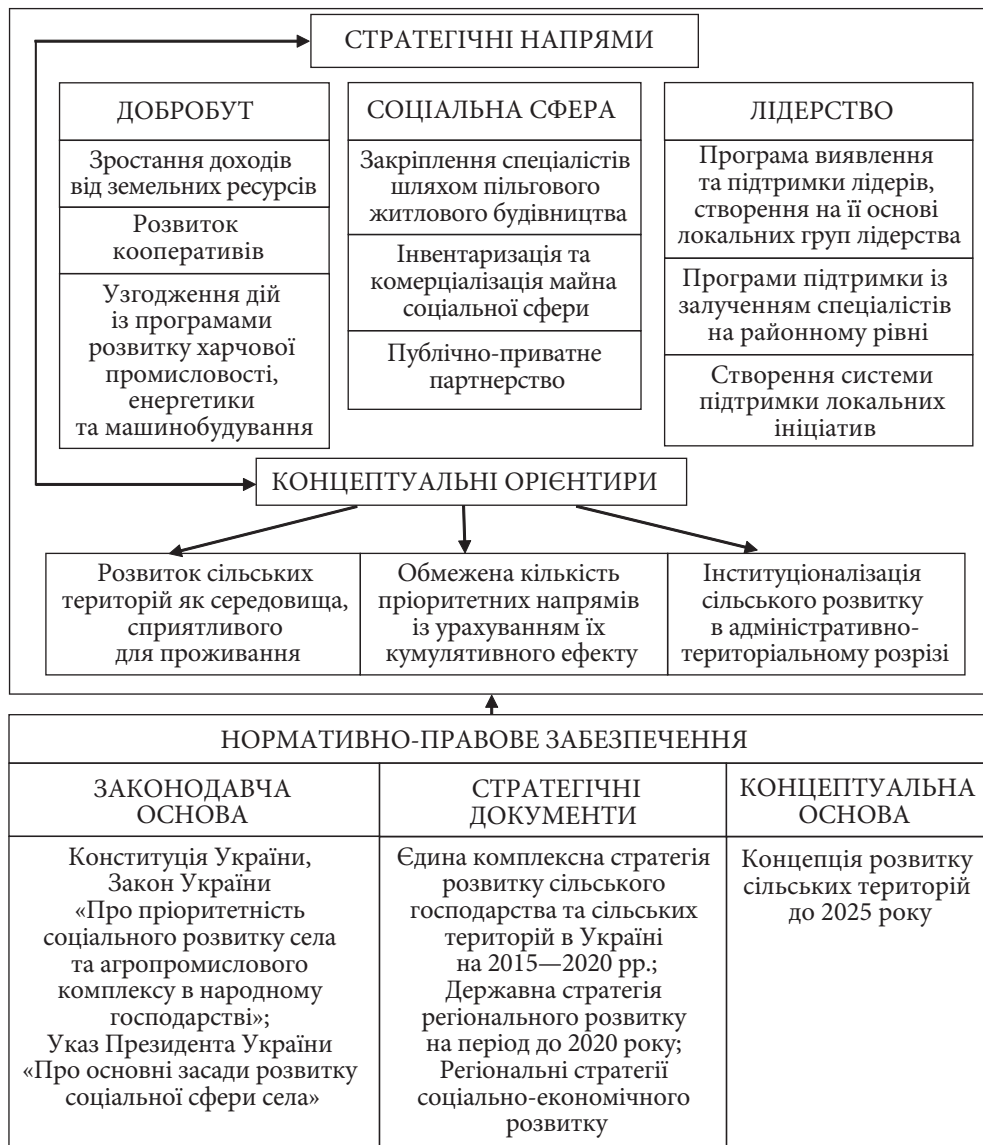 СТРАТЕГІЧНІ НАПРЯМИ
ДОБРОБУТ
Зростання доходів
від земельних ресурсів
Розвиток
кооперативів
Узгодження дій
із програмами
розвитку харчової
промисловості,
енергетики
та машинобудування
СОЦІАЛЬНА СФЕРА
Закріплення спеціалістів
шляхом пільгового
житлового будівництва
Інвентаризація та
комерціалізація майна
соціальної сфери
Публічно-приватне
партнерство
ЛІДЕРСТВО
Програма виявлення
та підтримки лідерів,
створення на її основі
локальних груп лідерства
Програми підтримки із
залученням спеціалістів
на районному рівні
Створення системи
підтримки локальних
ініціатив
КОНЦЕПТУАЛЬНІ ОРІЄНТИРИ
Розвиток сільських
територій як середовища,
сприятливого
для проживання
Обмежена кількість
пріоритетних напрямів
із урахуванням їх
кумулятивного ефекту
Інституціоналізація
сільського розвитку
в адміністративно-
територіальному розрізі
НОРМАТИВНО-ПРАВОВЕ ЗАБЕЗПЕЧЕННЯ
ЗАКОНОДАВЧА
ОСНОВА
Конституція України,
Закон України
«Про пріоритетність
соціального розвитку села
та агропромислового
комплексу в народному
господарстві»;
Указ Президента України
«Про основні засади розвитку
соціальної сфери села»
СТРАТЕГІЧНІ
ДОКУМЕНТИ
Єдина комплексна стратегія
розвитку сільського
господарства та сільських
територій в Україні
на 2015—2020 рр.;
Державна стратегія
регіонального розвитку
на період до 2020 року;
Регіональні стратегії
соціально-економічного
розвитку
КОНЦЕПТУАЛЬНА
ОСНОВА
Концепція розвитку
сільських територій
до 2025 року